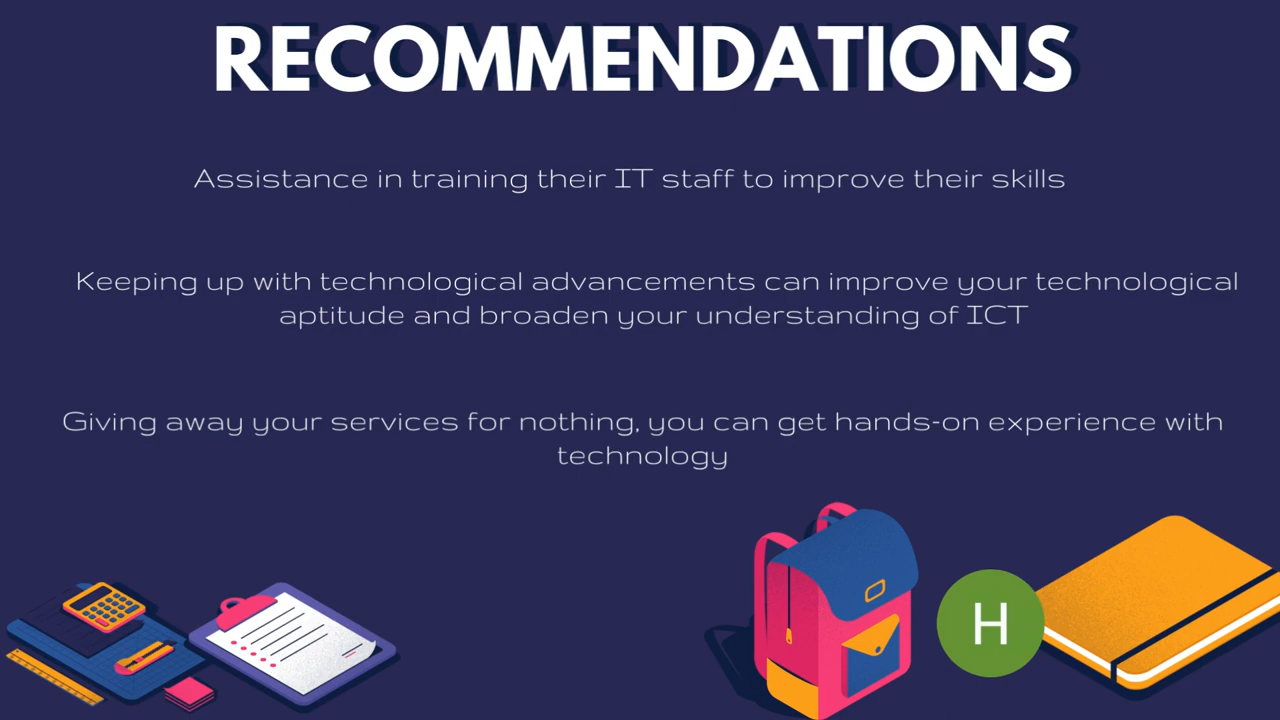 RECOMMENDATIONS
Assistance in training their IT staff to improve their skills
Keeping up with technological advancements can improve your technological
aptitude and broaden your understanding of ICT
Giving away your services for nothing, you can get hands-on experience with
technology
H